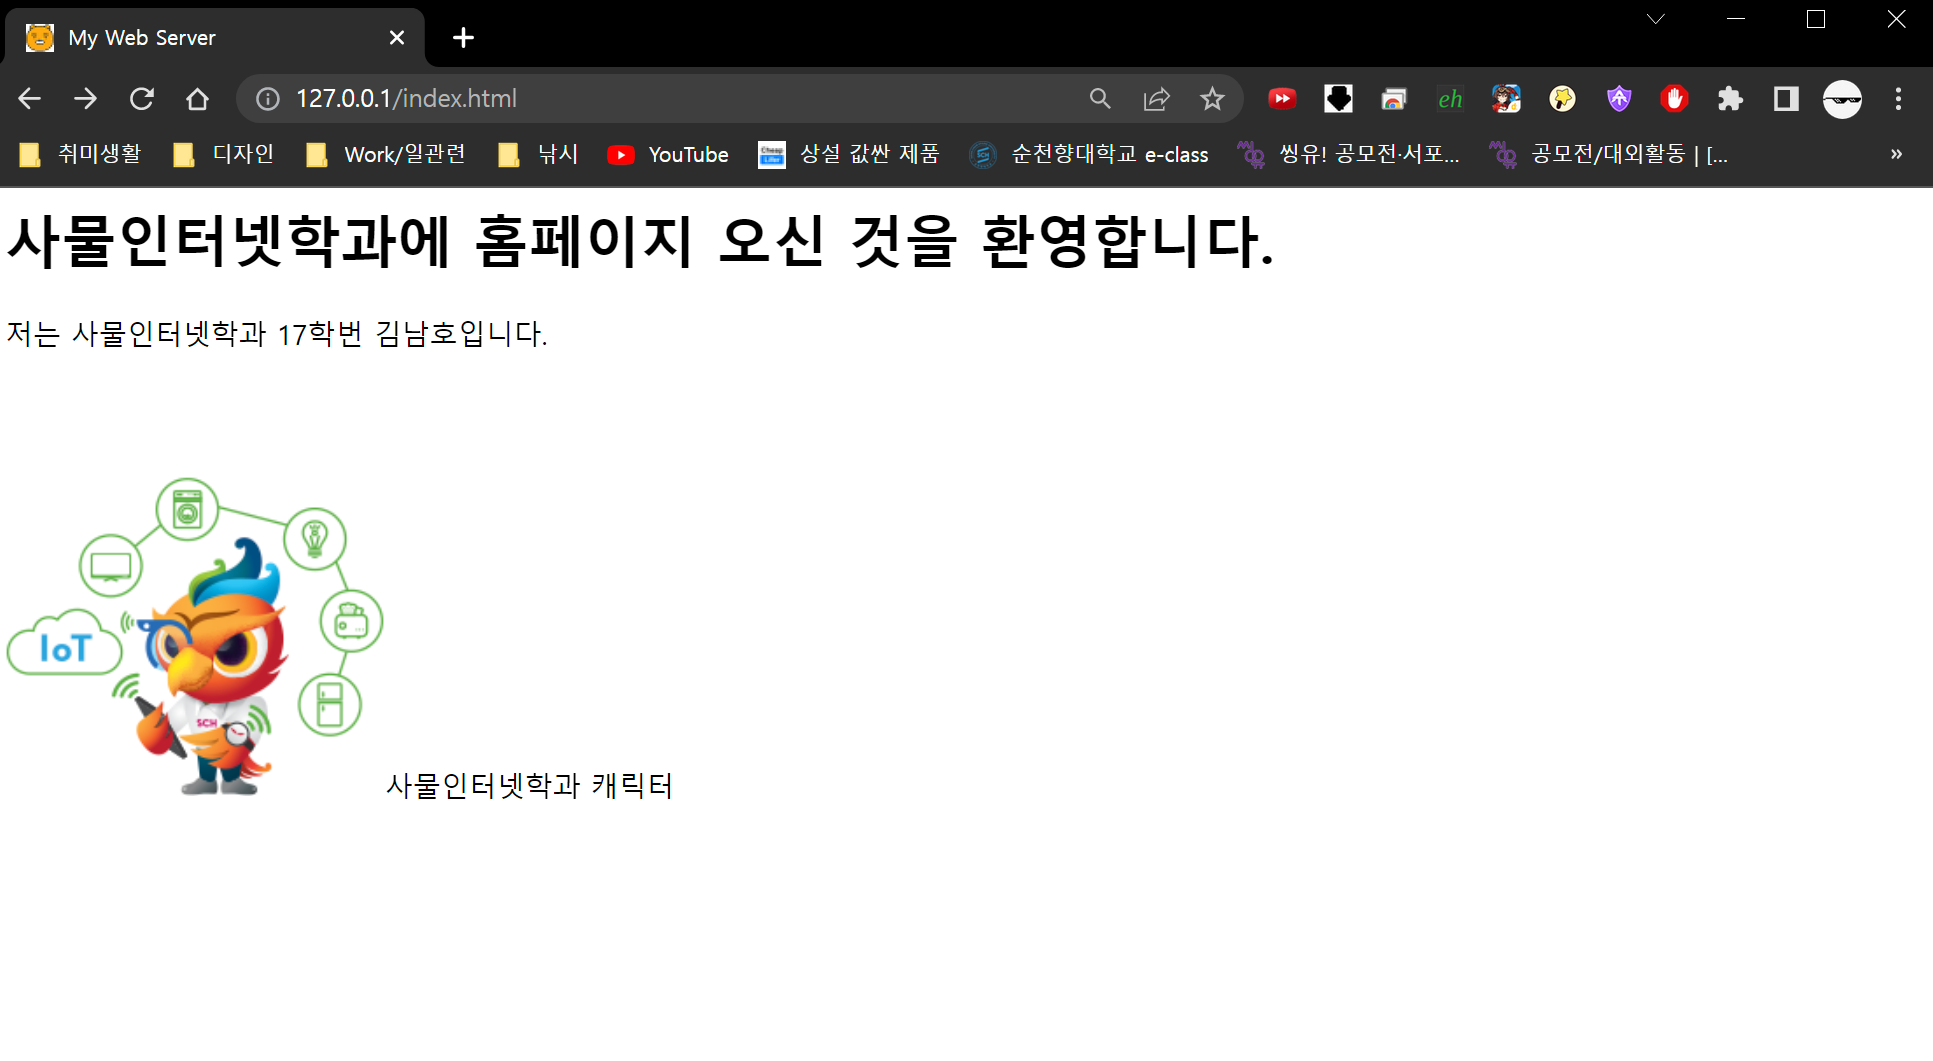 My Web Server
127.0.0.1/index.html
eh
취미생활 디자인 Work/일관련 낚시 YouTube Cheap Lifer 상설 값싼 제품 SCH 순천향대학교 e-class 씽유! 공모전·서포... 공모전/대외활동 | [... »
사물인터넷학과에 홈페이지 오신 것을 환영합니다.
저는 사물인터넷학과 17학번 김남호입니다.
IoT
SCH
사물인터넷학과 캐릭터